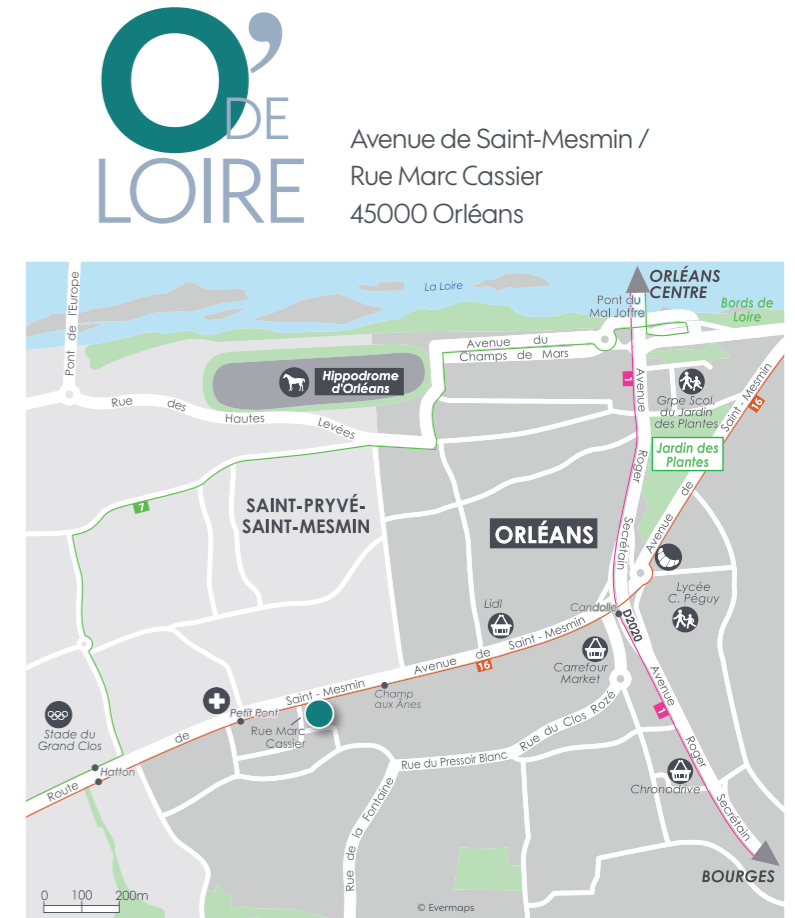 O'
DE
LOIRE
Avenue de Saint-Mesmin /
Rue Marc Cassier
45000 Orléans
Pont de l'Europe
La Loire
ORLÉANS
CENTRE
Pont du
Mal Joffre
Bords de
Loire
Avenue du
Champs de Mars
Hippodrome
d'Orléans
1
Avenue
Roger
Secrétain
Grpe Scol.
du Jardin
des Plantes
Avenue de Saint-Mesmin
16
Rue des Hautes Levées
Jardin des
Plantes
7
SAINT-PRYVÉ-
SAINT-MESMIN
ORLÉANS
Lycée
C. Péguy
Lidl
Candolle
D2020
Avenue de Saint-Mesmin
16
Carrefour
Market
Champ
aux Ânes
Route de Saint-Mesmin
Petit Pont
Rue Marc
Cassier
Stade du
Grand Clos
Hatton
Rue du Clos Rozé
Rue du Pressoir Blanc
1
Avenue
Roger
Secrétain
Chronodrive
Rue de la Fontaine
BOURGES
0 100 200m
© Evermaps